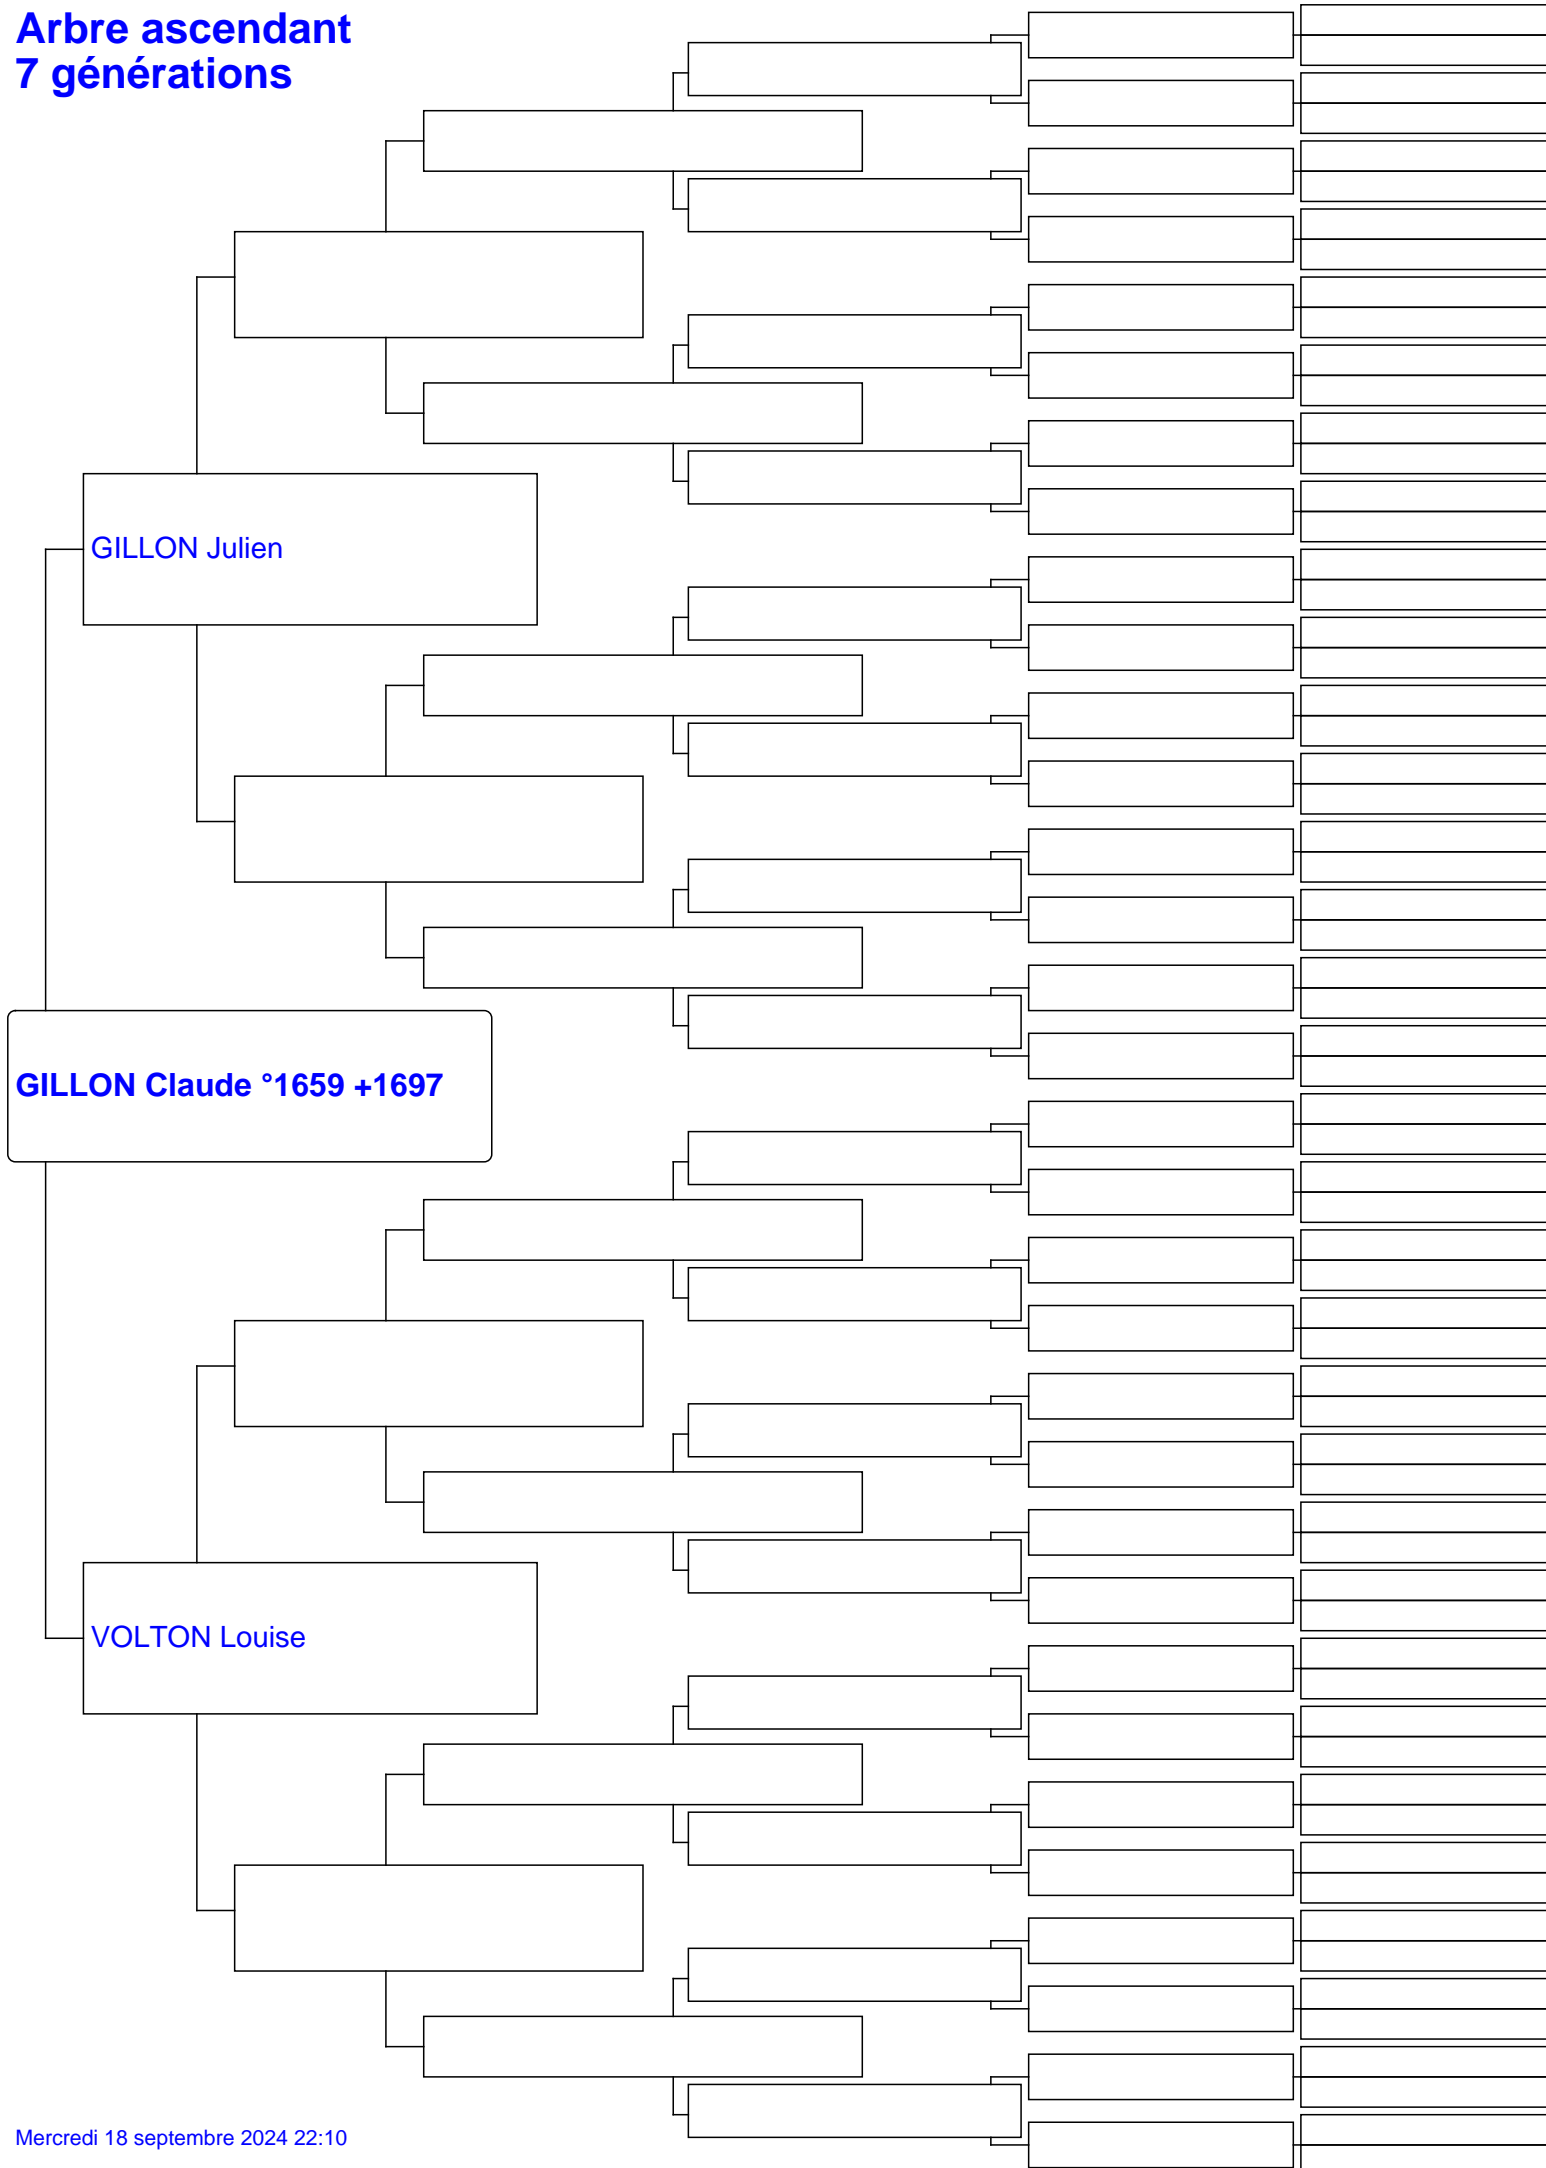 Arbre ascendant
7 générations
GILLON Julien
GILLON Claude °1659 +1697
VOLTON Louise
Mercredi 18 septembre 2024 22:10